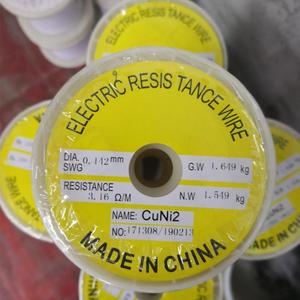 ELECTRIC RESIS TANCE WIRE
DIA. 0.142mm
SWG
G.W 1.649 kg
RESISTANCE
3.16 Ω/M
N.W 1.549 kg
NAME: CuNi2
NO: 171308/190213
MADE IN CHINA